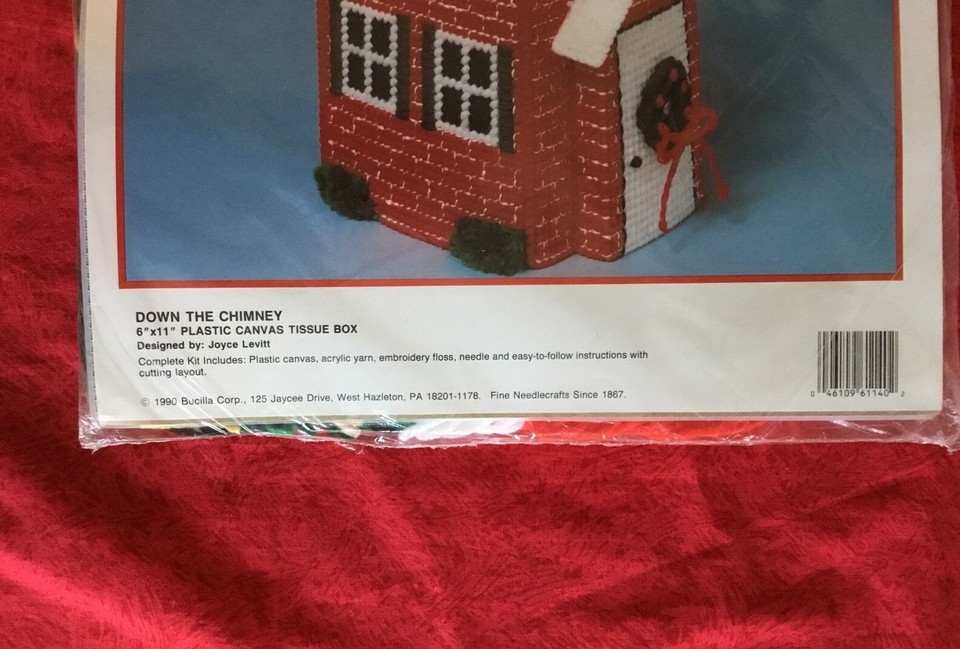 DOWN THE CHIMNEY
6"x11" PLASTIC CANVAS TISSUE BOX
Designed by: Joyce Levitt
Complete Kit Includes: Plastic canvas, acrylic yarn, embroidery floss, needle and easy-to-follow instructions with
cutting layout.
© 1990 Bucilla Corp., 125 Jaycee Drive, West Hazleton, PA 18201-1178. Fine Needlecrafts Since 1867.
0 46109 61140 2